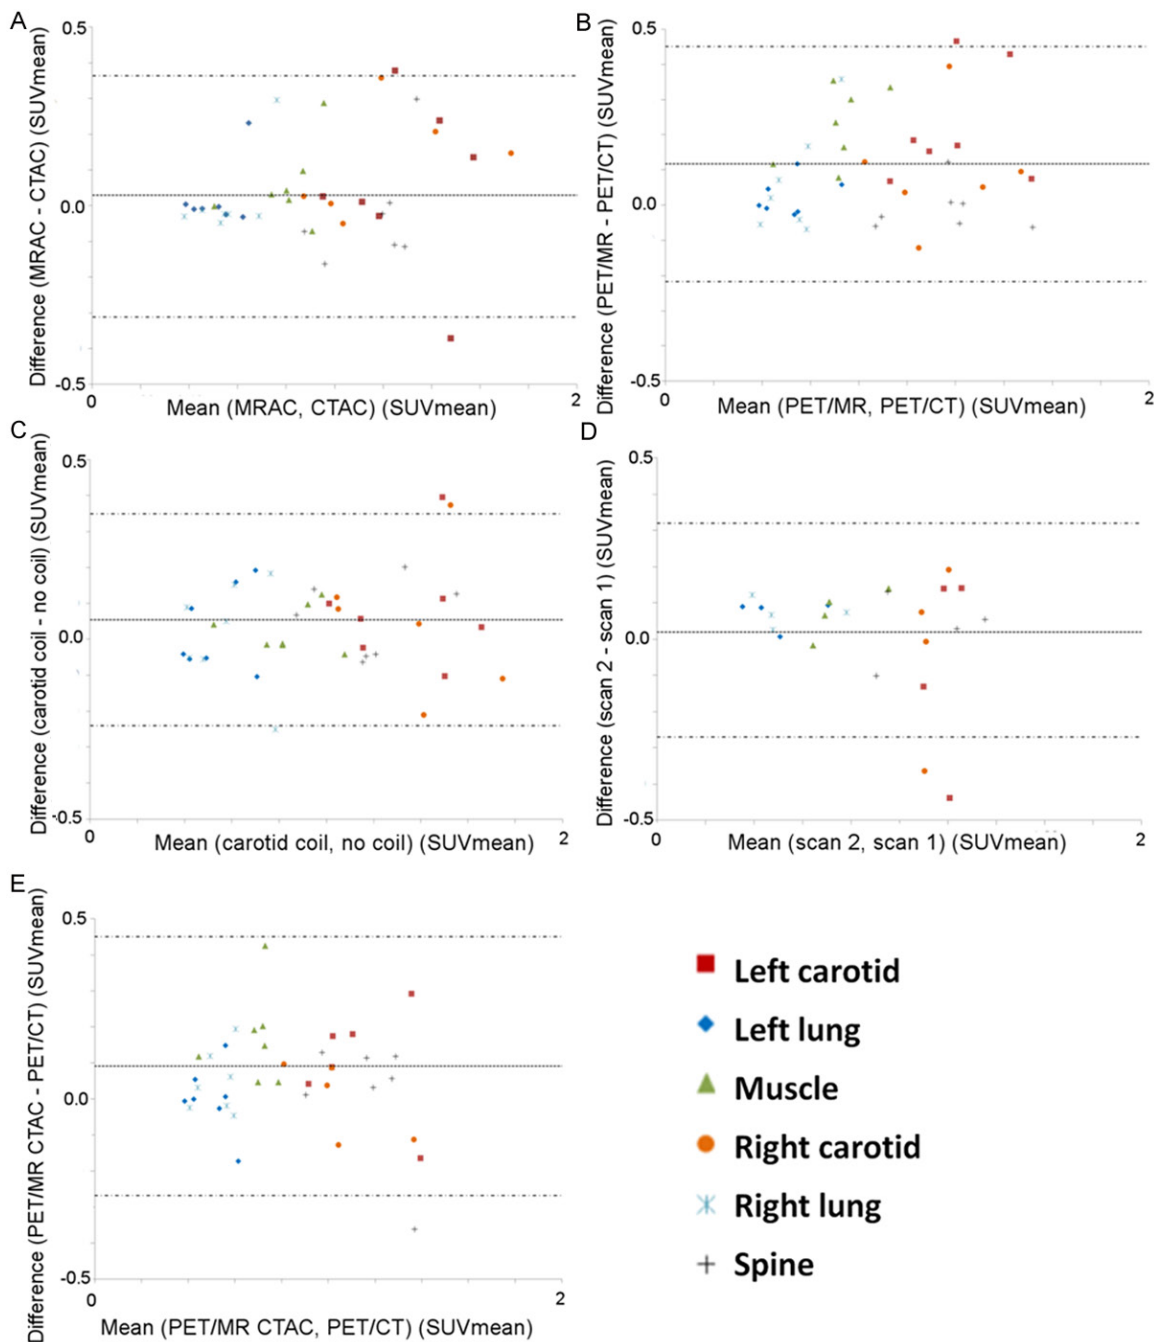 A
Difference (MRAC - CTAC) (SUVmean)
0.5
0.0
-0.5
0
2
Mean (MRAC, CTAC) (SUVmean)
B
Difference (PET/MR - PET/CT) (SUVmean)
0.5
0.0
-0.5
0
2
Mean (PET/MR, PET/CT) (SUVmean)
C
Difference (carotid coil - no coil) (SUVmean)
0.5
0.0
-0.5
0
2
Mean (carotid coil, no coil) (SUVmean)
D
Difference (scan 2 - scan 1) (SUVmean)
0.5
0.0
-0.5
0
2
Mean (scan 2, scan 1) (SUVmean)
E
Difference (PET/MR CTAC - PET/CT) (SUVmean)
0.5
0.0
-0.5
0
2
Mean (PET/MR CTAC, PET/CT) (SUVmean)
Left carotid
Left lung
Muscle
Right carotid
Right lung
Spine